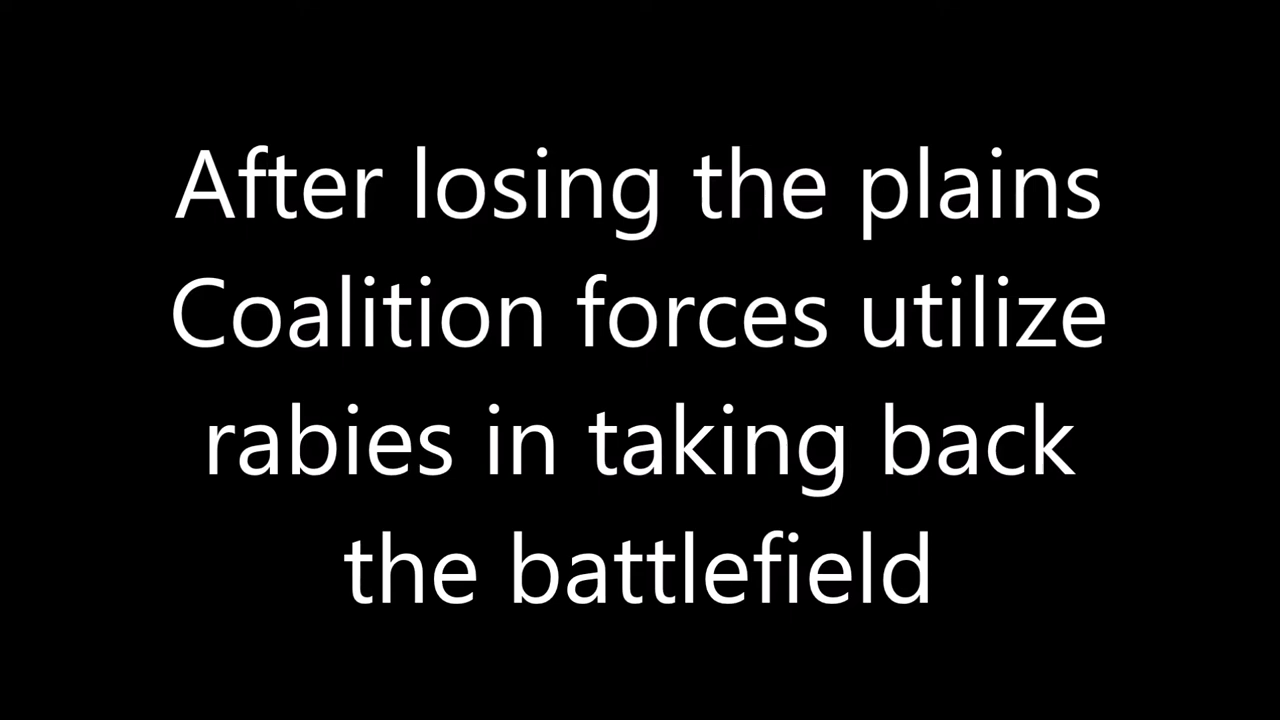 After losing the plains
Coalition forces utilize
rabies in taking back
the battlefield